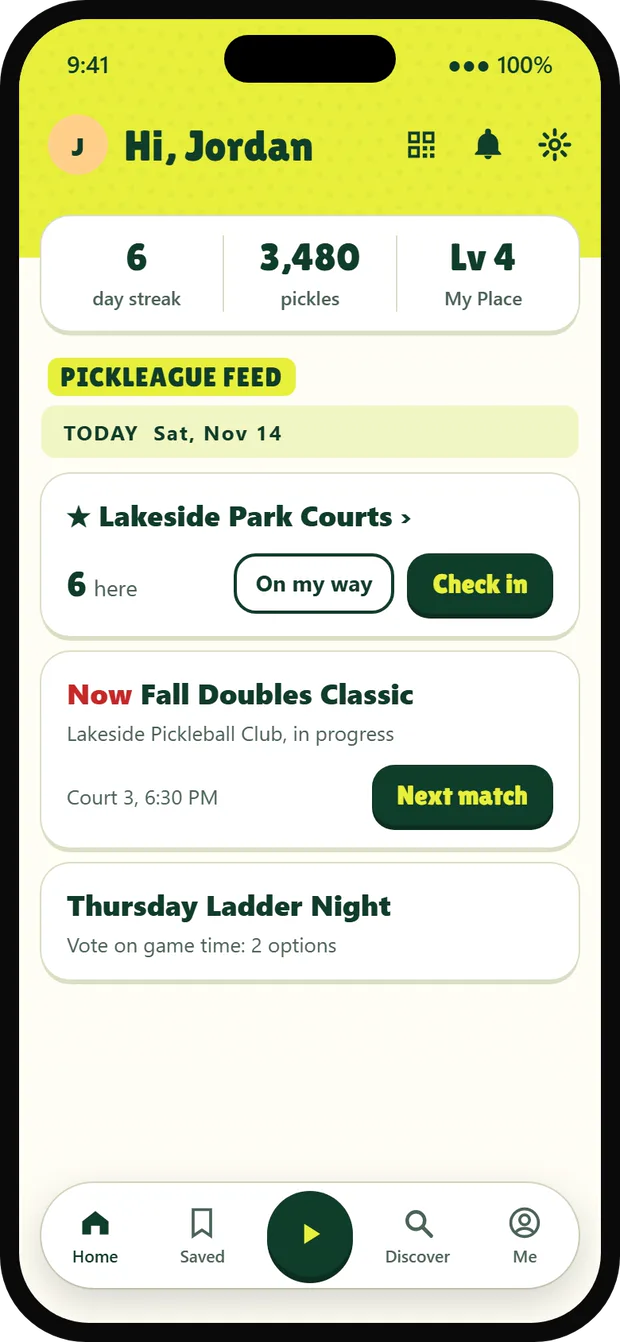 9:41 100%
J Hi, Jordan
6 3,480 Lv 4
day streak pickles My Place
PICKLEAGUE FEED
TODAY Sat, Nov 14
★ Lakeside Park Courts ›
6 here On my way Check in
Now Fall Doubles Classic
Lakeside Pickleball Club, in progress
Court 3, 6:30 PM Next match
Thursday Ladder Night
Vote on game time: 2 options
Home Saved Discover Me